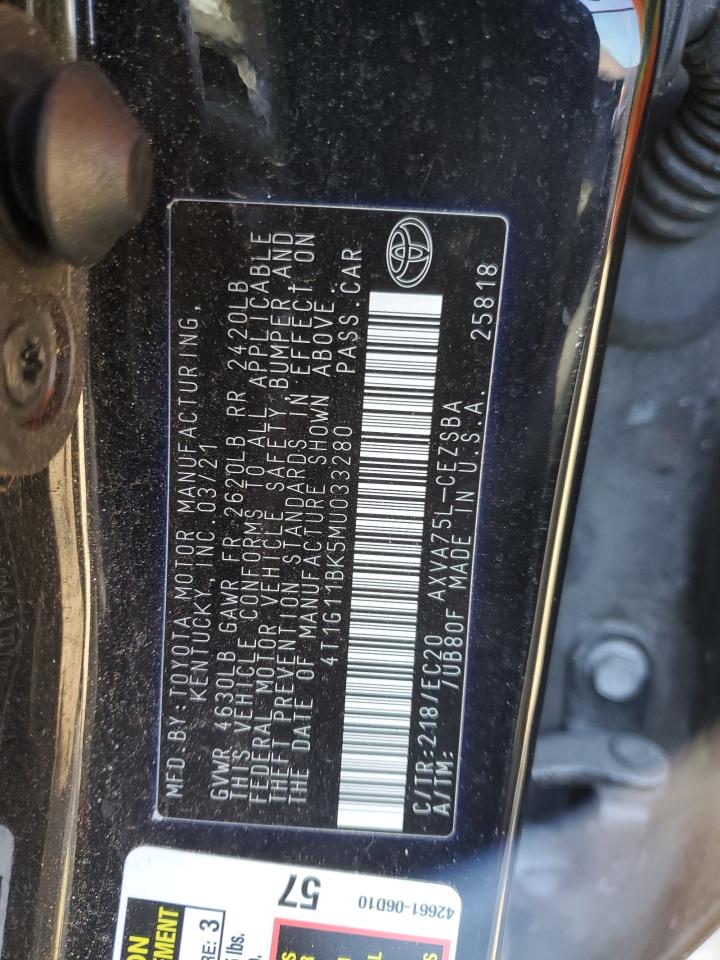 MFD.BY:TOYOTA MOTOR MANUFACTURING,
KENTUCKY,INC.03/21
GVWR 4630LB GAWR FR 2620LB RR 2420LB
THIS VEHICLE CONFORMS TO ALL APPLICABLE
FEDERAL MOTOR VEHICLE SAFETY,BUMPER AND
THEFT PREVENTION STANDARDS IN EFFECT ON
THE DATE OF MANUFACTURE SHOWN ABOVE.
4T1G11BK5MU033280 PASS.CAR
C/TR:218/EC20 AXVA75L-CEZSBA
A/TM: /UB80F MADE IN U.S.A. 25818
57
42661-06D10
3
lbs.